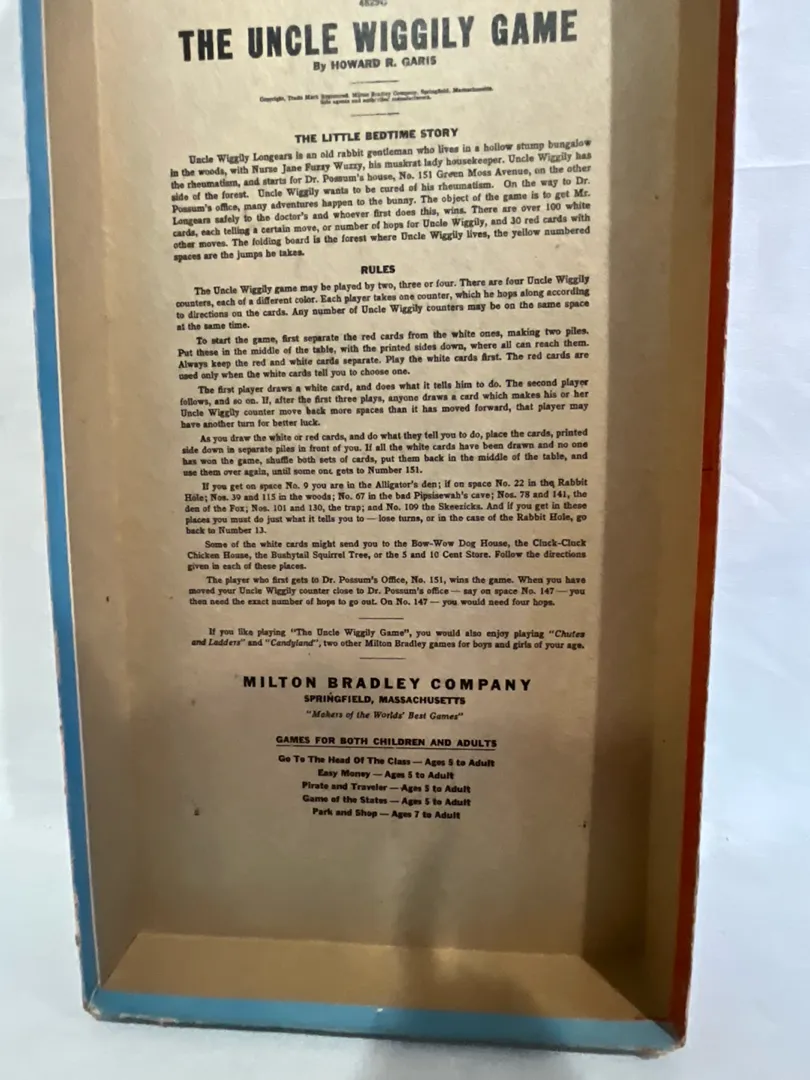 4829G
THE UNCLE WIGGILY GAME
By HOWARD R. GARIS
Copyright, Trade Mark Registered. Milton Bradley Company, Springfield, Massachusetts.
THE LITTLE BEDTIME STORY
Uncle Wiggily Longears is an old rabbit gentleman who lives in a hollow stump bungalow
in the woods, with Nurse Jane Fuzzy Wuzzy, his muskrat lady housekeeper. Uncle Wiggily has
the rheumatism, and starts for Dr. Possum's house, No. 151 Green Moss Avenue, on the other
side of the forest. Uncle Wiggily wants to be cured of his rheumatism. On the way to Dr.
Possum's office, many adventures happen to the bunny. The object of the game is to get Mr.
Longears safely to the doctor's and whoever first does this, wins. There are over 100 white
cards, each telling a certain move, or number of hops for Uncle Wiggily, and 30 red cards with
other moves. The folding board is the forest where Uncle Wiggily lives, the yellow numbered
spaces are the jumps he takes.
RULES
The Uncle Wiggily game may be played by two, three or four. There are four Uncle Wiggily
counters, each of a different color. Each player takes one counter, which he hops along according
to directions on the cards. Any number of Uncle Wiggily counters may be on the same space
at the same time.
To start the game, first separate the red cards from the white ones, making two piles.
Put these in the middle of the table, with the printed sides down, where all can reach them.
Always keep the red and white cards separate. Play the white cards first. The red cards are
used only when the white cards tell you to choose one.
The first player draws a white card, and does what it tells him to do. The second player
follows, and so on. If, after the first three plays, anyone draws a card which makes his or her
Uncle Wiggily counter move back more spaces than it has moved forward, that player may
have another turn for better luck.
As you draw the white or red cards, and do what they tell you to do, place the cards, printed
side down in separate piles in front of you. If all the white cards have been drawn and no one
has won the game, shuffle both sets of cards, put them back in the middle of the table, and
use them over again, until some one gets to Number 151.
If you get on space No. 9 you are in the Alligator's den; if on space No. 22 in the Rabbit
Hole; Nos. 39 and 115 in the woods; No. 67 in the bad Pipsisewah's cave; Nos. 78 and 141, the
den of the Fox; Nos. 101 and 130, the trap; and No. 109 the Skeezicks. And if you get in these
places you must do just what it tells you to — lose turns, or in the case of the Rabbit Hole, go
back to Number 13.
Some of the white cards might send you to the Bow-Wow Dog House, the Cluck-Cluck
Chicken House, the Bushytail Squirrel Tree, or the 5 and 10 Cent Store. Follow the directions
given in each of these places.
The player who first gets to Dr. Possum's Office, No. 151, wins the game. When you have
moved your Uncle Wiggily counter close to Dr. Possum's office — say on space No. 147 — you
then need the exact number of hops to go out. On No. 147 — you would need four hops.
If you like playing "The Uncle Wiggily Game", you would also enjoy playing "Chutes
and Ladders" and "Candyland", two other Milton Bradley games for boys and girls of your age.
MILTON BRADLEY COMPANY
SPRINGFIELD, MASSACHUSETTS
"Makers of the Worlds' Best Games"
GAMES FOR BOTH CHILDREN AND ADULTS
Go To The Head Of The Class — Ages 5 to Adult
Easy Money — Ages 5 to Adult
Pirate and Traveler — Ages 5 to Adult
Game of the States — Ages 5 to Adult
Park and Shop — Ages 7 to Adult